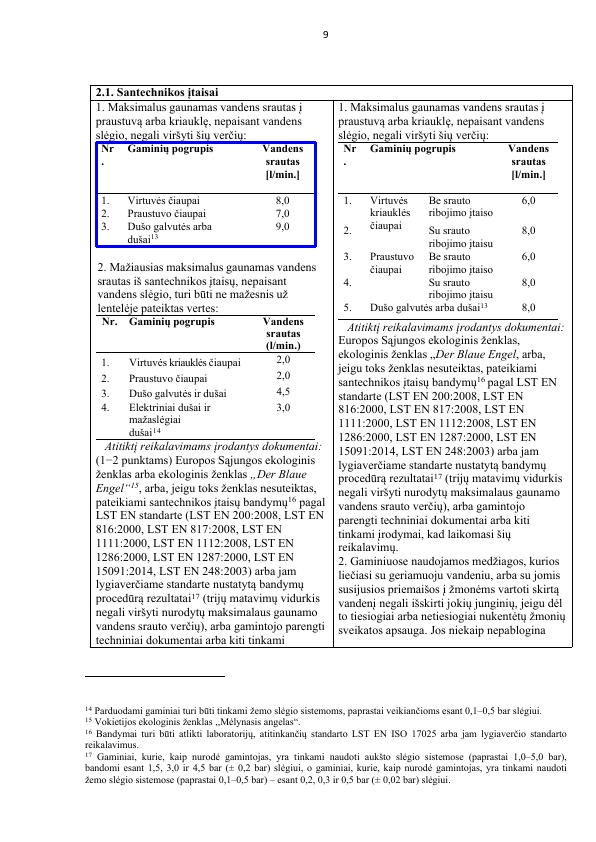 9
2.1. Santechnikos įtaisai
1. Maksimalus gaunamas vandens srautas į
praustuvą arba kriauklę, nepaisant vandens
slėgio, negali viršyti šių verčių:
Nr. Gaminių pogrupis Vandens srautas [l/min.]
1. Virtuvės čiaupai 8,0
2. Praustuvo čiaupai 7,0
3. Dušo galvutės arba dušai¹³ 9,0
2. Mažiausias maksimalus gaunamas vandens
srautas iš santechnikos įtaisų, nepaisant
vandens slėgio, turi būti ne mažesnis už
lentelėje pateiktas vertes:
Nr. Gaminių pogrupis Vandens srautas (l/min.)
1. Virtuvės kriauklės čiaupai 2,0
2. Praustuvo čiaupai 2,0
3. Dušo galvutės ir dušai 4,5
4. Elektriniai dušai ir mažaslėgiai dušai¹⁴ 3,0
Atitiktį reikalavimams įrodantys dokumentai:
(1−2 punktams) Europos Sąjungos ekologinis
ženklas arba ekologinis ženklas „Der Blaue
Engel“¹⁵, arba, jeigu toks ženklas nesuteiktas,
pateikiami santechnikos įtaisų bandymų¹⁶ pagal
LST EN standarte (LST EN 200:2008, LST EN
816:2000, LST EN 817:2008, LST EN
1111:2000, LST EN 1112:2008, LST EN
1286:2000, LST EN 1287:2000, LST EN
15091:2014, LST EN 248:2003) arba jam
lygiaverčiame standarte nustatytą bandymų
procedūrą rezultatai¹⁷ (trijų matavimų vidurkis
negali viršyti nurodytų maksimalaus gaunamo
vandens srauto verčių), arba gamintojo parengti
techniniai dokumentai arba kiti tinkami
1. Maksimalus gaunamas vandens srautas į
praustuvą arba kriauklę, nepaisant vandens
slėgio, negali viršyti šių verčių:
Nr. Gaminių pogrupis Vandens srautas [l/min.]
1. Virtuvės kriauklės čiaupai Be srauto ribojimo įtaiso 6,0
2. Su srauto ribojimo įtaisu 8,0
3. Praustuvo čiaupai Be srauto ribojimo įtaiso 6,0
4. Su srauto ribojimo įtaisu 8,0
5. Dušo galvutės arba dušai¹³ 8,0
Atitiktį reikalavimams įrodantys dokumentai:
Europos Sąjungos ekologinis ženklas,
ekologinis ženklas „Der Blaue Engel, arba,
jeigu toks ženklas nesuteiktas, pateikiami
santechnikos įtaisų bandymų¹⁶ pagal LST EN
standarte (LST EN 200:2008, LST EN
816:2000, LST EN 817:2008, LST EN
1111:2000, LST EN 1112:2008, LST EN
1286:2000, LST EN 1287:2000, LST EN
15091:2014, LST EN 248:2003) arba jam
lygiaverčiame standarte nustatytą bandymų
procedūrą rezultatai¹⁷ (trijų matavimų vidurkis
negali viršyti nurodytų maksimalaus gaunamo
vandens srauto verčių), arba gamintojo
parengti techniniai dokumentai arba kiti
tinkami įrodymai, kad laikomasi šių
reikalavimų.
2. Gaminiuose naudojamos medžiagos, kurios
liečiasi su geriamuoju vandeniu, arba su jomis
susijusios priemaišos į žmonėms vartoti skirtą
vandenį negali išskirti jokių junginių, jeigu dėl
to tiesiogiai arba netiesiogiai nukentėtų žmonių
sveikatos apsauga. Jos niekaip nepablogina
¹⁴ Parduodami gaminiai turi būti tinkami žemo slėgio sistemoms, paprastai veikiančioms esant 0,1–0,5 bar slėgiui.
¹⁵ Vokietijos ekologinis ženklas „Mėlynasis angelas“.
¹⁶ Bandymai turi būti atlikti laboratorijų, atitinkančių standarto LST EN ISO 17025 arba jam lygiaverčio standarto
reikalavimus.
¹⁷ Gaminiai, kurie, kaip nurodė gamintojas, yra tinkami naudoti aukšto slėgio sistemose (paprastai 1,0–5,0 bar),
bandomi esant 1,5, 3,0 ir 4,5 bar (± 0,2 bar) slėgiui, o gaminiai, kurie, kaip nurodė gamintojas, yra tinkami naudoti
žemo slėgio sistemose (paprastai 0,1–0,5 bar) – esant 0,2, 0,3 ir 0,5 bar (± 0,02 bar) slėgiui.